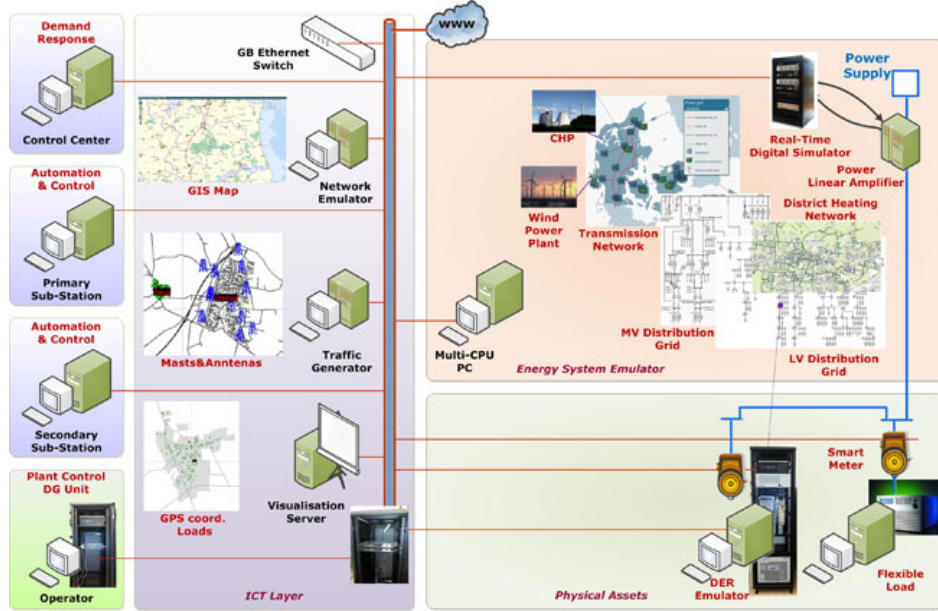 Demand
Response
Control Center
Automation
& Control
Primary
Sub-Station
Automation
& Control
Secondary
Sub-Station
Plant Control
DG Unit
Operator
GB Ethernet
Switch
GIS Map
Network
Emulator
Masts&Anntenas
Traffic
Generator
GPS coord.
Loads
Visualisation
Server
ICT Layer
www
CHP
Wind
Power
Plant
Transmission
Network
Real-Time
Digital Simulator
Power
Supply
Power
Linear Amplifier
District Heating
Network
MV Distribution
Grid
LV Distribution
Grid
Multi-CPU
PC
Energy System Emulator
Smart
Meter
DER
Emulator
Flexible
Load
Physical Assets